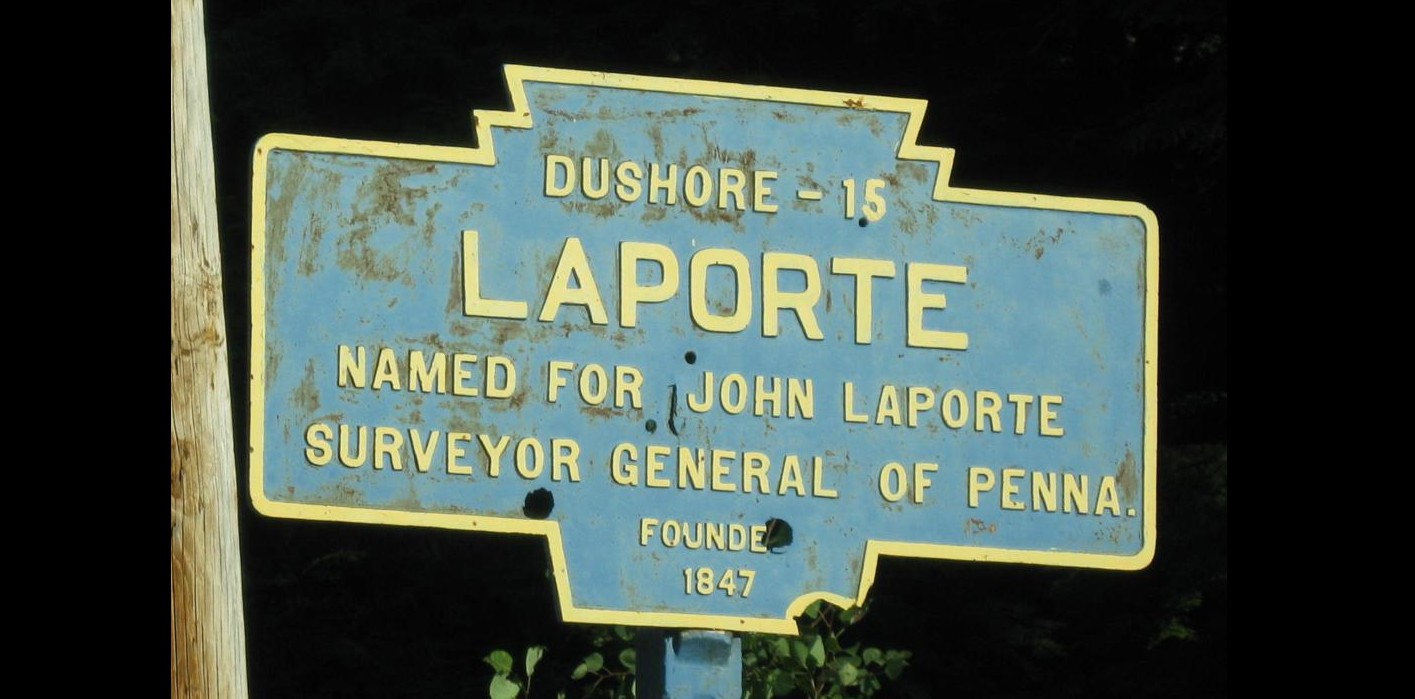 DUSHORE - 15
LAPORTE
NAMED FOR JOHN LAPORTE
SURVEYOR GENERAL OF PENNA.
FOUNDE
1847